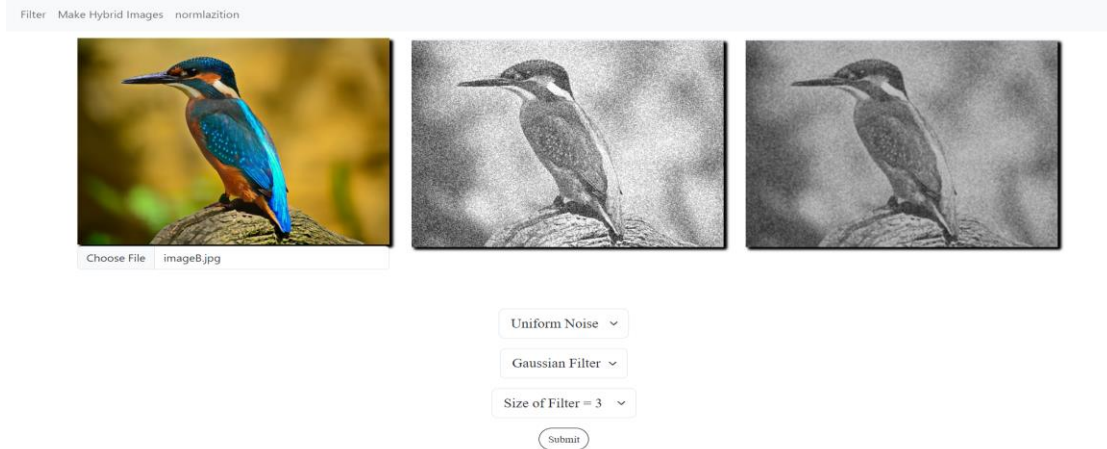 Filter Make Hybrid Images normlazition
Choose File imageB.jpg
Uniform Noise
Gaussian Filter
Size of Filter = 3
Submit